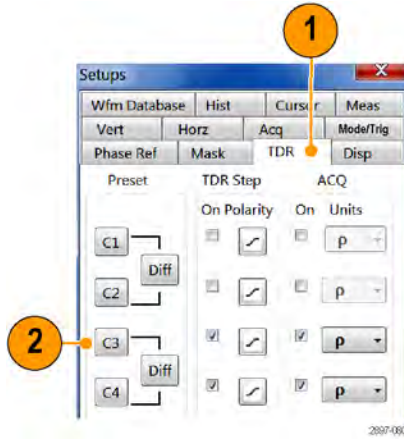 1
Setups
Wfm Database Hist Cursor Meas
Vert Horz Acq Mode/Trig
Phase Ref Mask TDR Disp
Preset TDR Step ACQ
On Polarity On Units
C1 ρ
Diff
C2 ρ
2
C3 ρ
Diff
C4 ρ